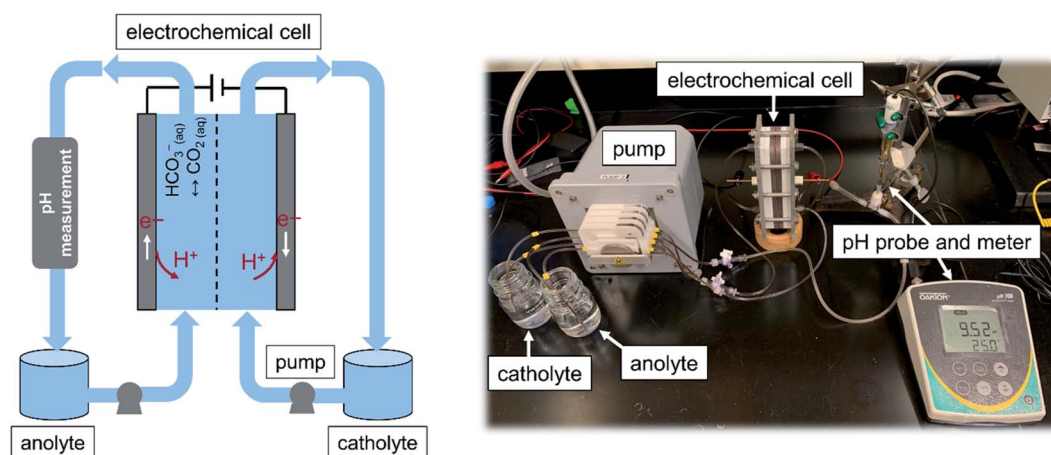 electrochemical cell
pH
measurement
HCO₃⁻ (aq)
↔ CO₂ (aq)
e⁻
H⁺
e⁻
H⁺
pump
anolyte
catholyte
electrochemical cell
pump
pH probe and meter
OAKTON
pH 700
9.52
25.0
catholyte
anolyte